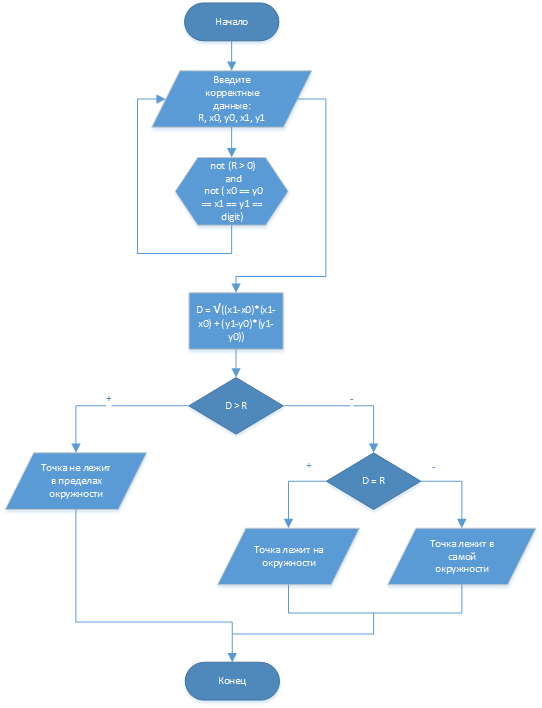 Начало
Введите
корректные
данные:
R, x0, y0, x1, y1
not (R > 0)
and
not ( x0 == y0
== x1 == y1 ==
digit)
D = √((x1-x0)*(x1-
x0) + (y1-y0)*(y1-
y0))
D > R
+
-
Точка не лежит
в пределах
окружности
D = R
+
-
Точка лежит на
окружности
Точка лежит в
самой
окружности
Конец